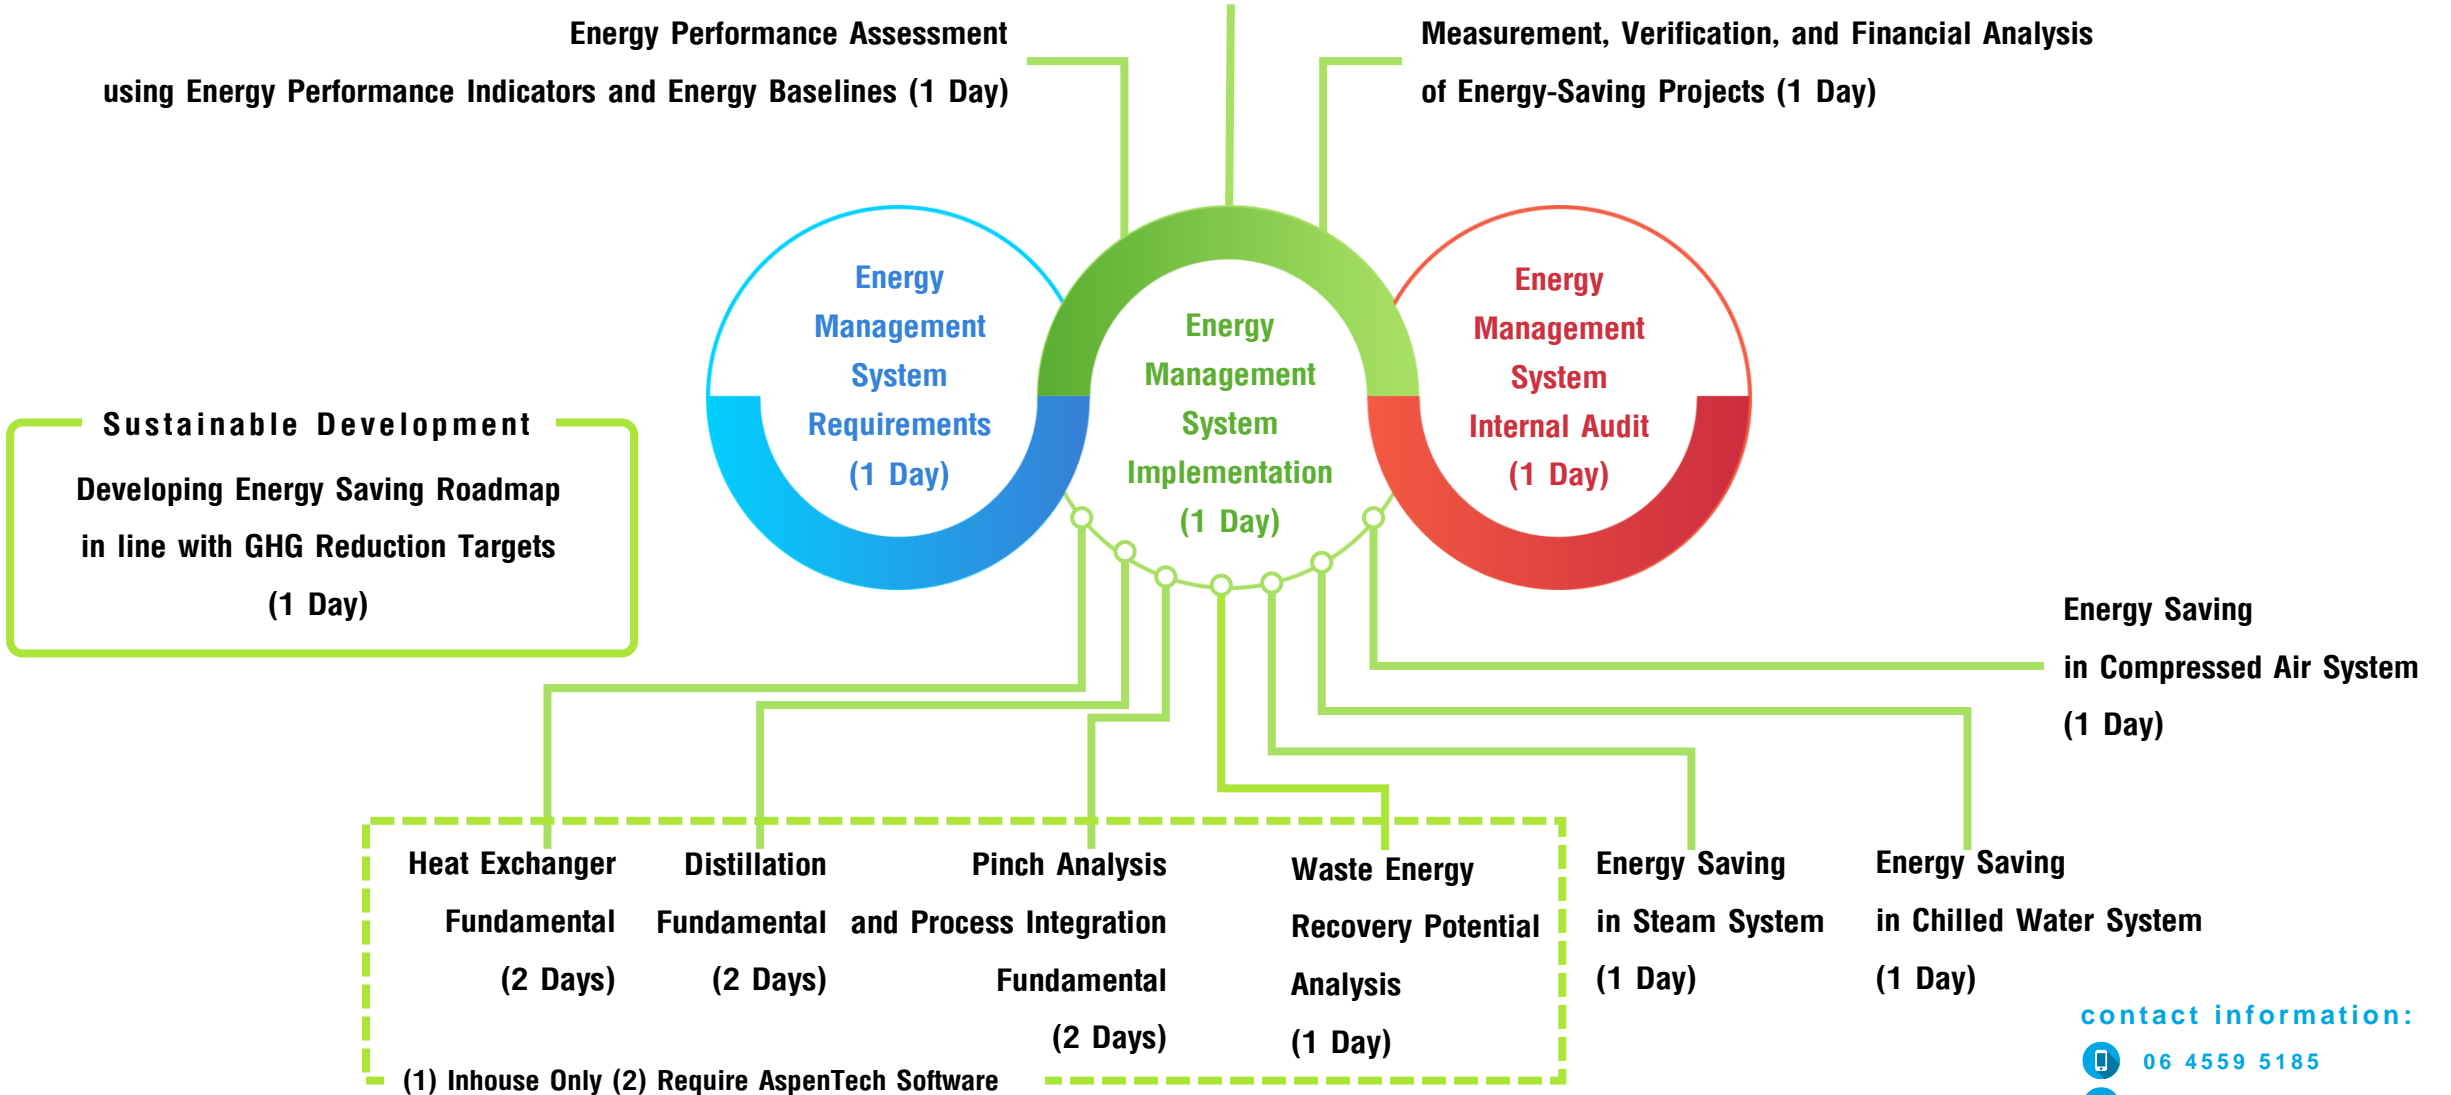 Energy Performance Assessment
using Energy Performance Indicators and Energy Baselines (1 Day)
Measurement, Verification, and Financial Analysis
of Energy-Saving Projects (1 Day)
Energy
Management
System
Requirements
(1 Day)
Energy
Management
System
Implementation
(1 Day)
Energy
Management
System
Internal Audit
(1 Day)
Sustainable Development
Developing Energy Saving Roadmap
in line with GHG Reduction Targets
(1 Day)
Energy Saving
in Compressed Air System
(1 Day)
Heat Exchanger
Fundamental
(2 Days)
Distillation
Fundamental
(2 Days)
Pinch Analysis
and Process Integration
Fundamental
(2 Days)
Waste Energy
Recovery Potential
Analysis
(1 Day)
Energy Saving
in Steam System
(1 Day)
Energy Saving
in Chilled Water System
(1 Day)
(1) Inhouse Only (2) Require AspenTech Software
contact information:
06 4559 5185